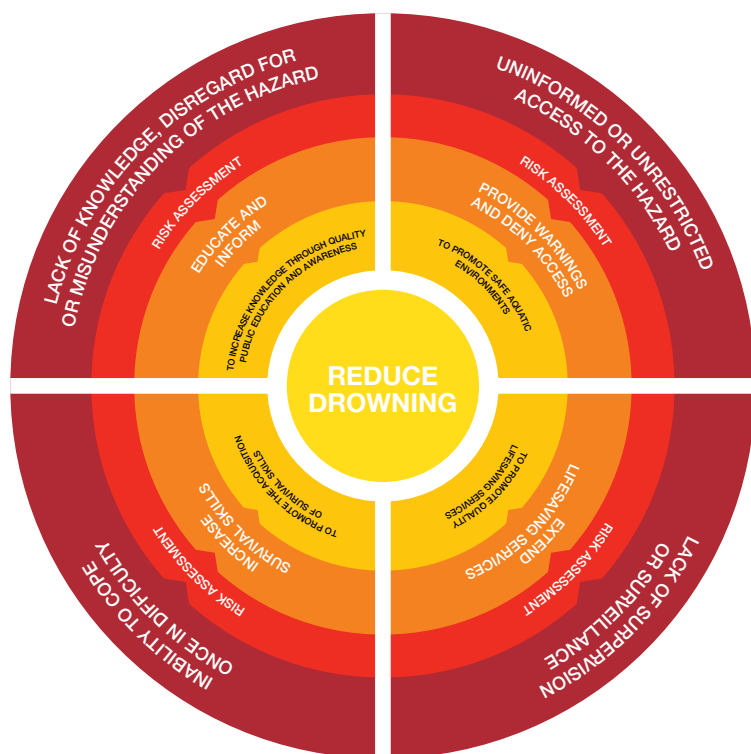 LACK OF KNOWLEDGE, DISREGARD FOR
OR MISUNDERSTANDING OF THE HAZARD
RISK ASSESSMENT
EDUCATE AND
INFORM
TO INCREASE KNOWLEDGE THROUGH QUALITY
PUBLIC EDUCATION AND AWARENESS
UNINFORMED OR UNRESTRICTED
ACCESS TO THE HAZARD
RISK ASSESSMENT
PROVIDE WARNINGS
AND DENY ACCESS
TO PROMOTE SAFE AQUATIC
ENVIRONMENTS
REDUCE
DROWNING
TO PROMOTE THE ACQUISITION
OF SURVIVAL SKILLS
INCREASE
SURVIVAL SKILLS
RISK ASSESSMENT
INABILITY TO COPE
ONCE IN DIFFICULTY
TO PROMOTE QUALITY
LIFESAVING SERVICES
EXTEND
LIFESAVING SERVICES
RISK ASSESSMENT
LACK OF SURPERVISION
OR SURVEILLANCE